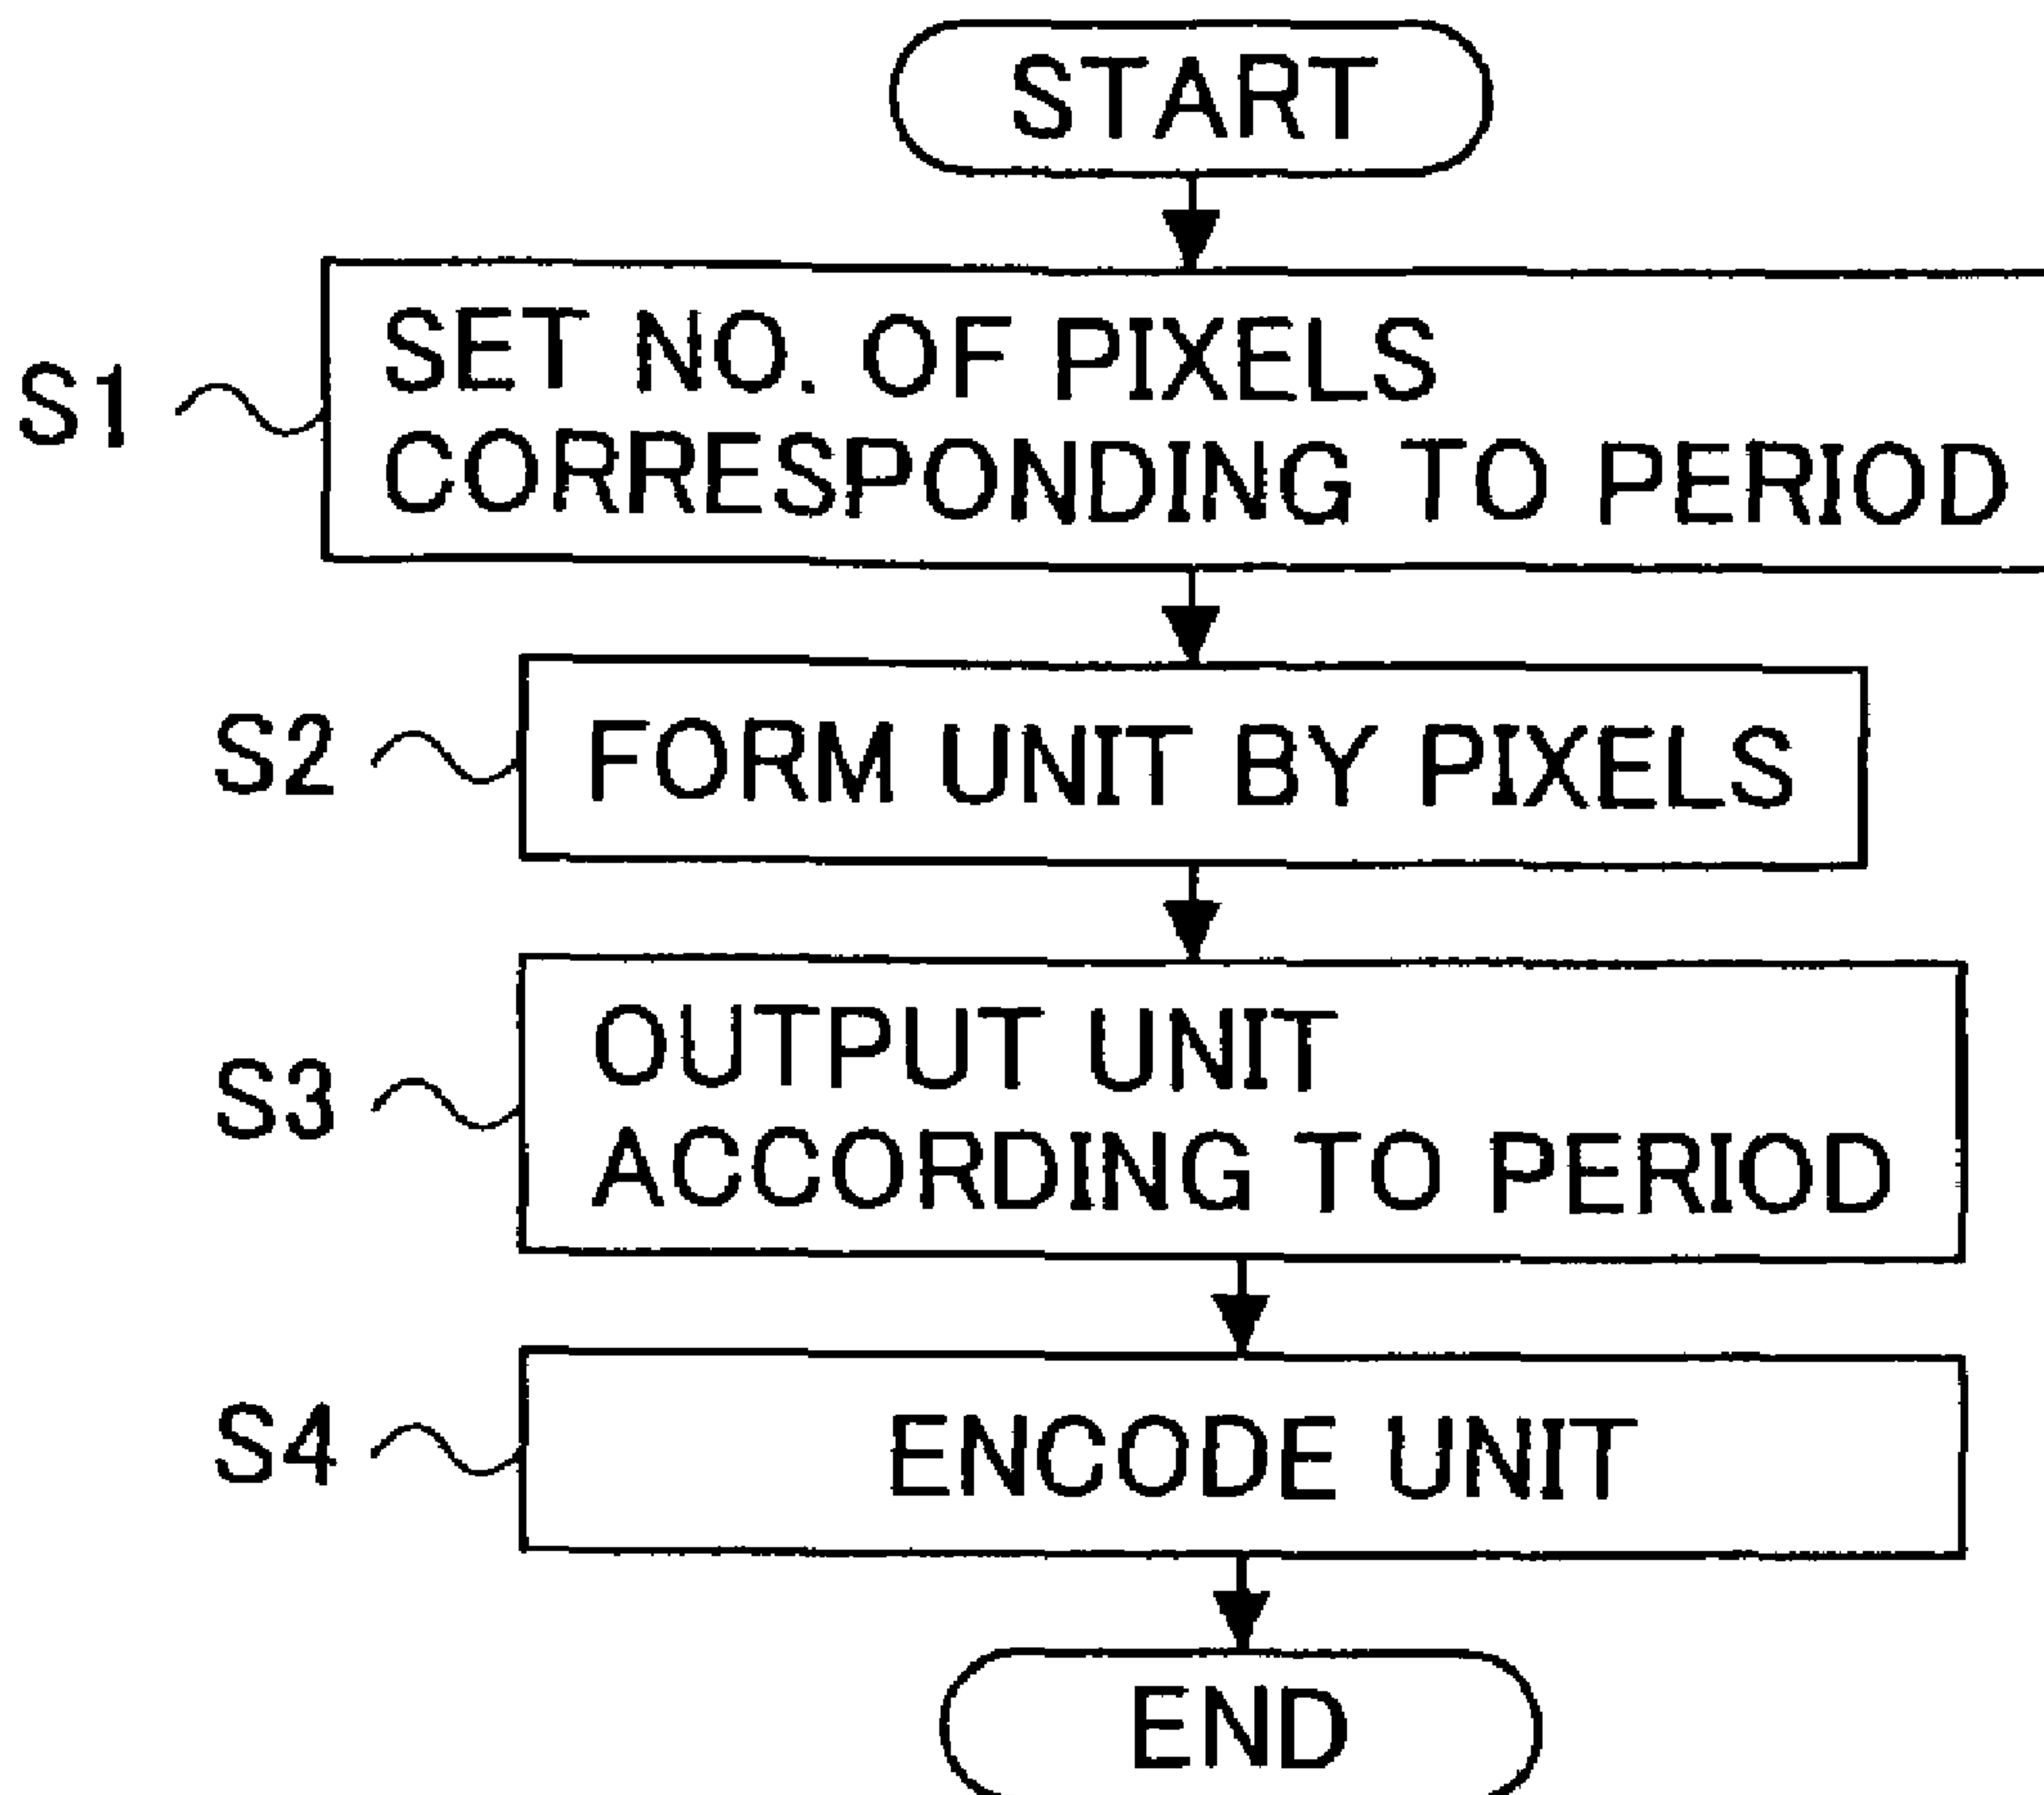 START
S1
SET NO. OF PIXELS
CORRESPONDING TO PERIOD
S2
FORM UNIT BY PIXELS
S3
OUTPUT UNIT
ACCORDING TO PERIOD
S4
ENCODE UNIT
END